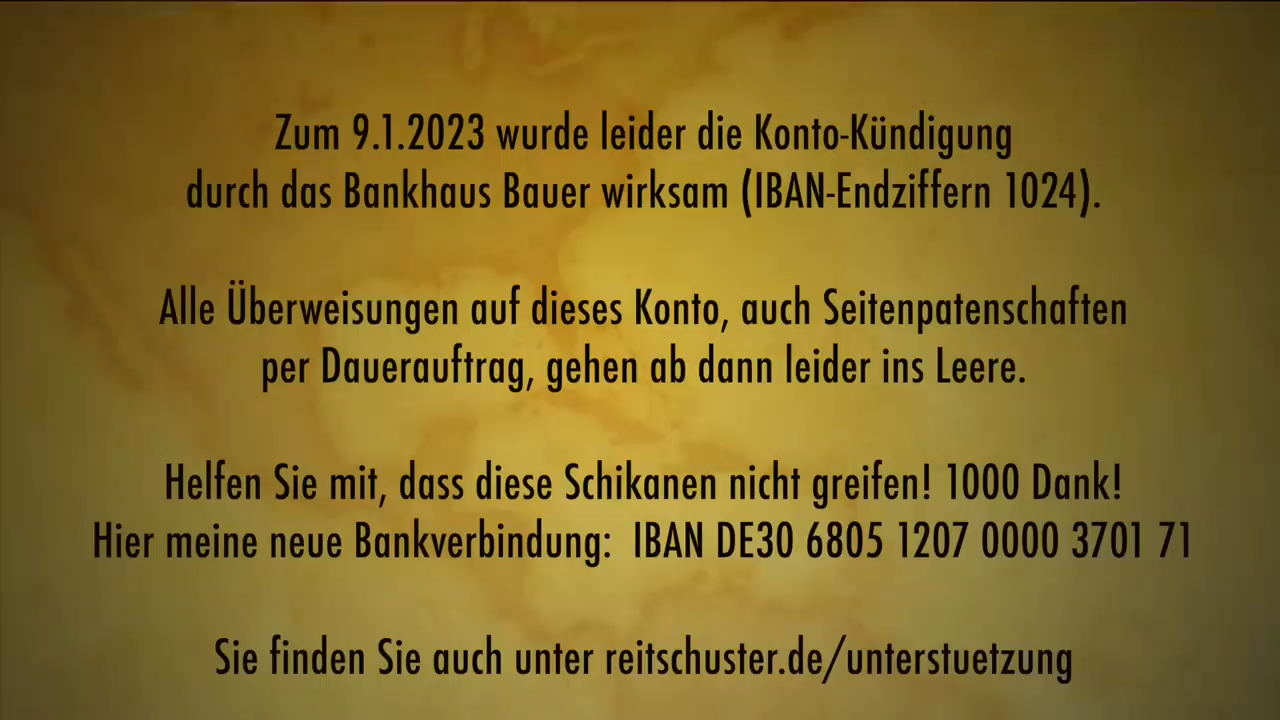 Zum 9.1.2023 wurde leider die Konto-Kündigung
durch das Bankhaus Bauer wirksam (IBAN-Endziffern 1024).
Alle Überweisungen auf dieses Konto, auch Seitenpatenschaften
per Dauerauftrag, gehen ab dann leider ins Leere.
Helfen Sie mit, dass diese Schikanen nicht greifen! 1000 Dank!
Hier meine neue Bankverbindung: IBAN DE30 6805 1207 0000 3701 71
Sie finden Sie auch unter reitschuster.de/unterstuetzung